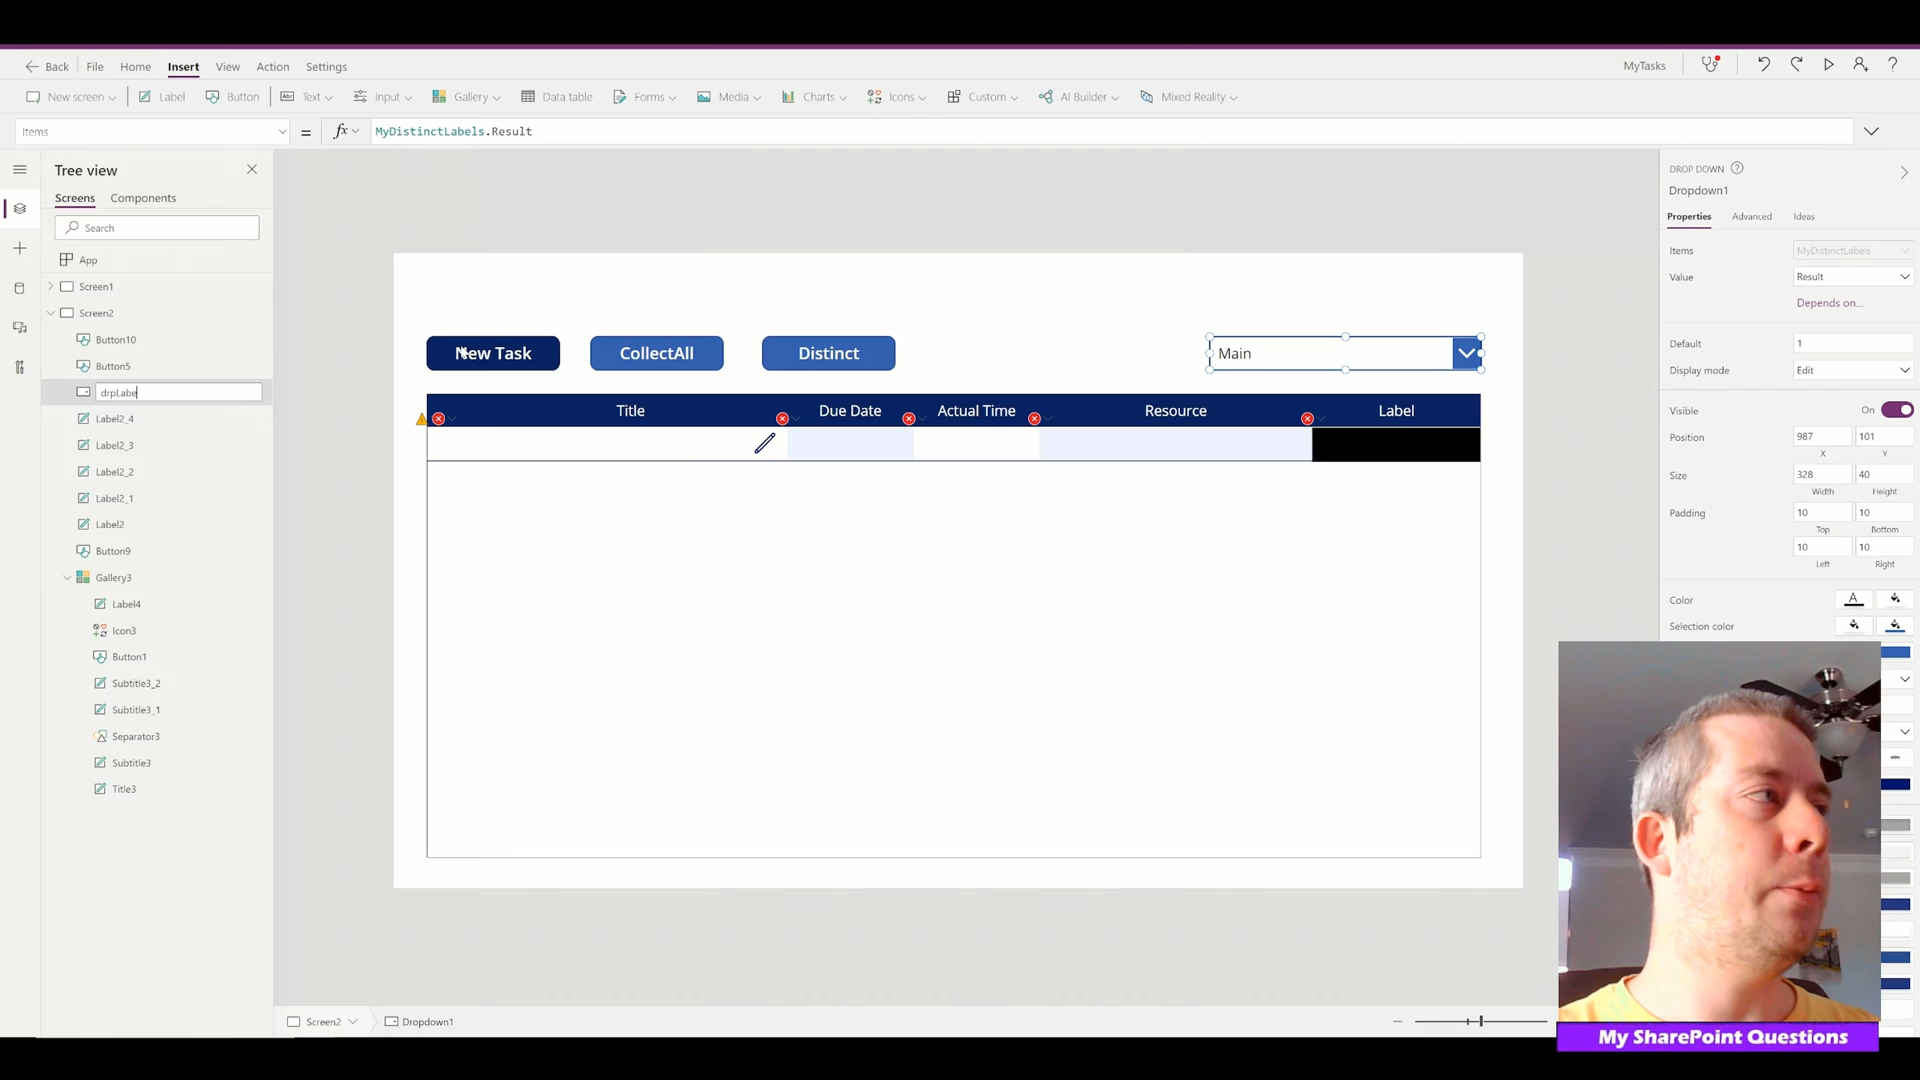 Back File Home Insert View Action Settings MyTasks
New screen Label Button Text Input Gallery Data table Forms Media Charts Icons Custom AI Builder Mixed Reality
Items = fx MyDistinctLabels.Result
Tree view
Screens Components
Search
App
Screen1
Screen2
Button10
Button5
drpLabe
Label2_4
Label2_3
Label2_2
Label2_1
Label2
Button9
Gallery3
Label4
Icon3
Button1
Subtitle3_2
Subtitle3_1
Separator3
Subtitle3
Title3
New Task CollectAll Distinct Main
Title Due Date Actual Time Resource Label
Screen2 Dropdown1
DROP DOWN
Dropdown1
Properties Advanced Ideas
Items MyDistinctLabels
Value Result
Depends on...
Default 1
Display mode Edit
Visible On
Position 987 101
X Y
Size 328 40
Width Height
Padding 10 10
Top Bottom
10 10
Left Right
Color A
Selection color
My SharePoint Questions